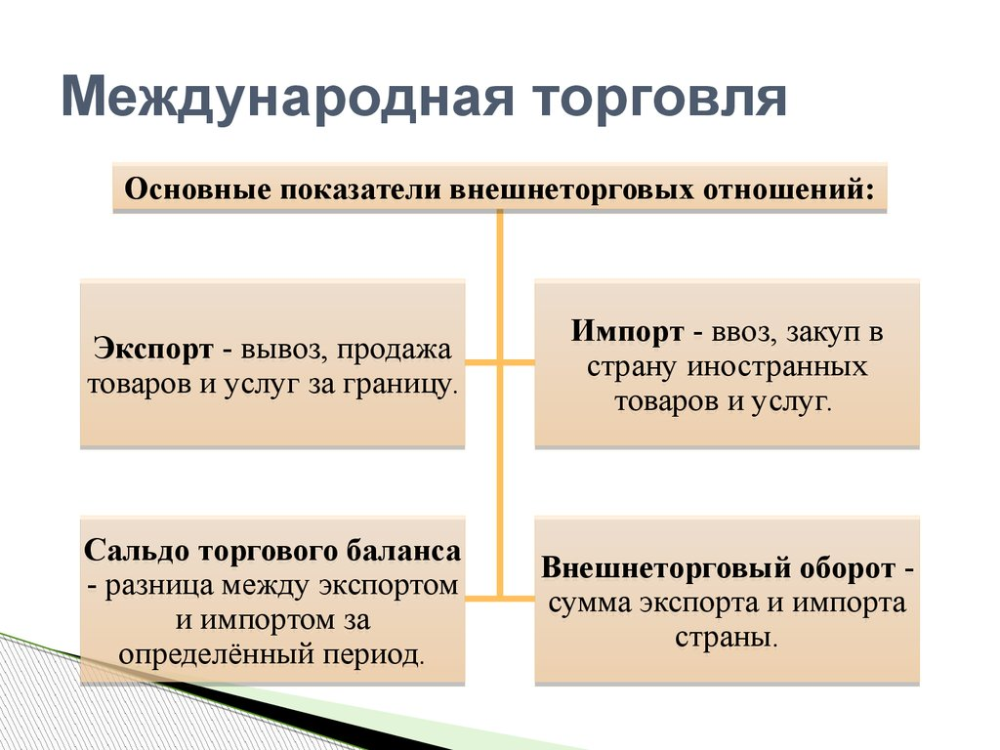 Международная торговля
Основные показатели внешнеторговых отношений:
Экспорт - вывоз, продажа
товаров и услуг за границу.
Импорт - ввоз, закуп в
страну иностранных
товаров и услуг.
Сальдо торгового баланса
- разница между экспортом
и импортом за
определённый период.
Внешнеторговый оборот -
сумма экспорта и импорта
страны.